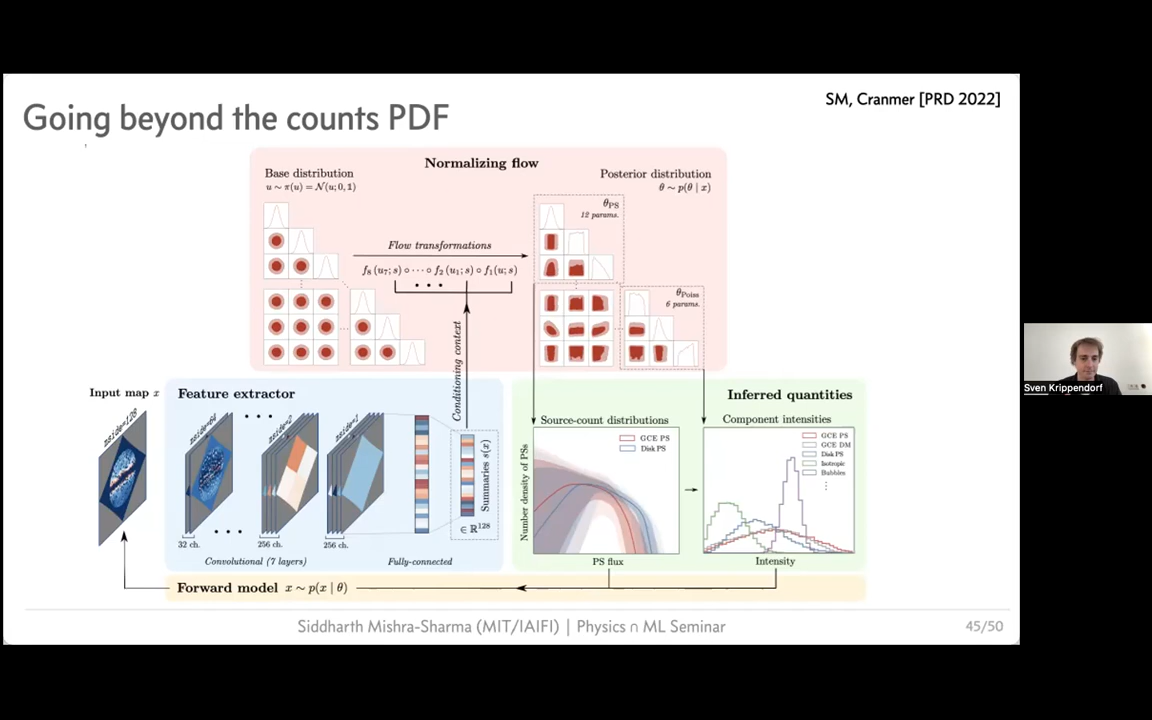 Going beyond the counts PDF
SM, Cranmer [PRD 2022]
Normalizing flow
Base distribution
u ∼ π(u) = N(u; 0, 1)
Posterior distribution
θ ∼ p(θ | x)
θPS
12 params.
Flow transformations
f8 (u7; s) ∘ ··· ∘ f2 (u1; s) ∘ f1(u; s)
θPoiss
6 params.
Conditioning context
Input map x
nside=128
Feature extractor
nside=64
nside=2
nside=1
32 ch.
256 ch.
256 ch.
Convolutional (7 layers)
Fully-connected
Summaries s(x)
∈ ℝ128
Inferred quantities
Source-count distributions
Number density of PSs
GCE PS
Disk PS
PS flux
Component intensities
GCE PS
GCE DM
Disk PS
Isotropic
Bubbles
Intensity
Forward model x ∼ p(x | θ)
Siddharth Mishra-Sharma (MIT/IAIFI) | Physics ∩ ML Seminar
45/50
Sven Krippendorf